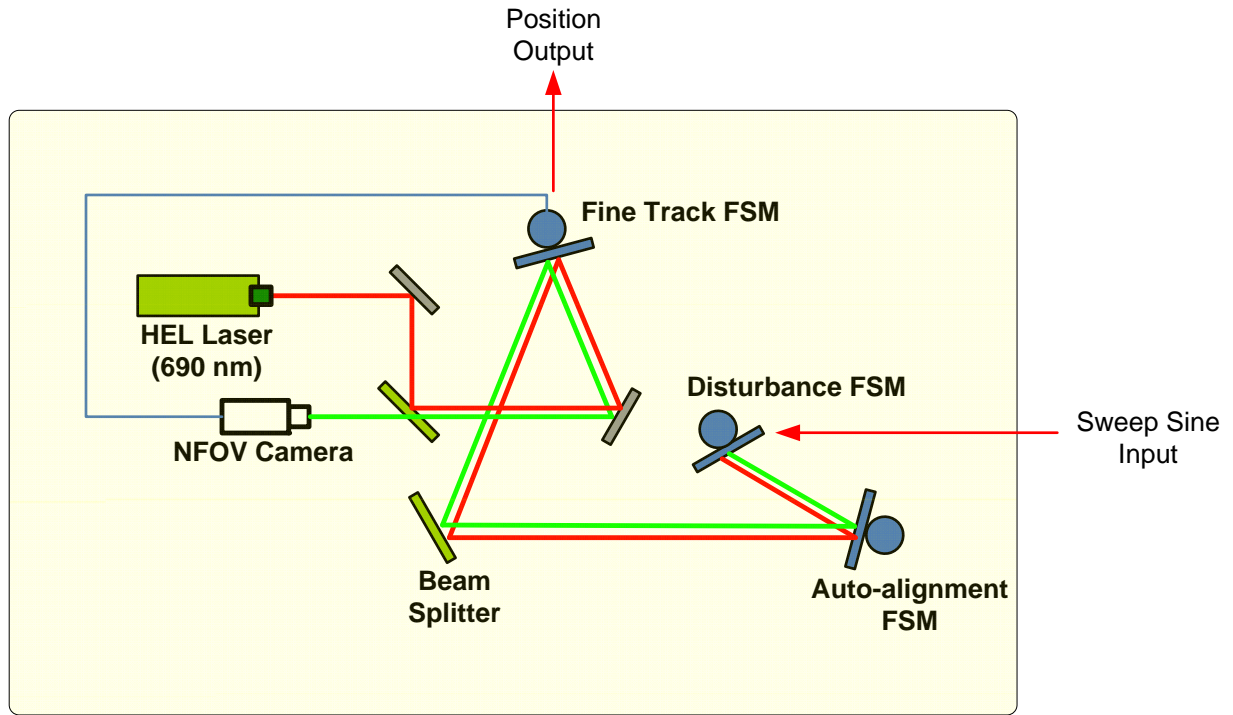 Position
Output
Fine Track FSM
HEL Laser
(690 nm)
Disturbance FSM
Sweep Sine
Input
NFOV Camera
Beam
Splitter
Auto-alignment
FSM